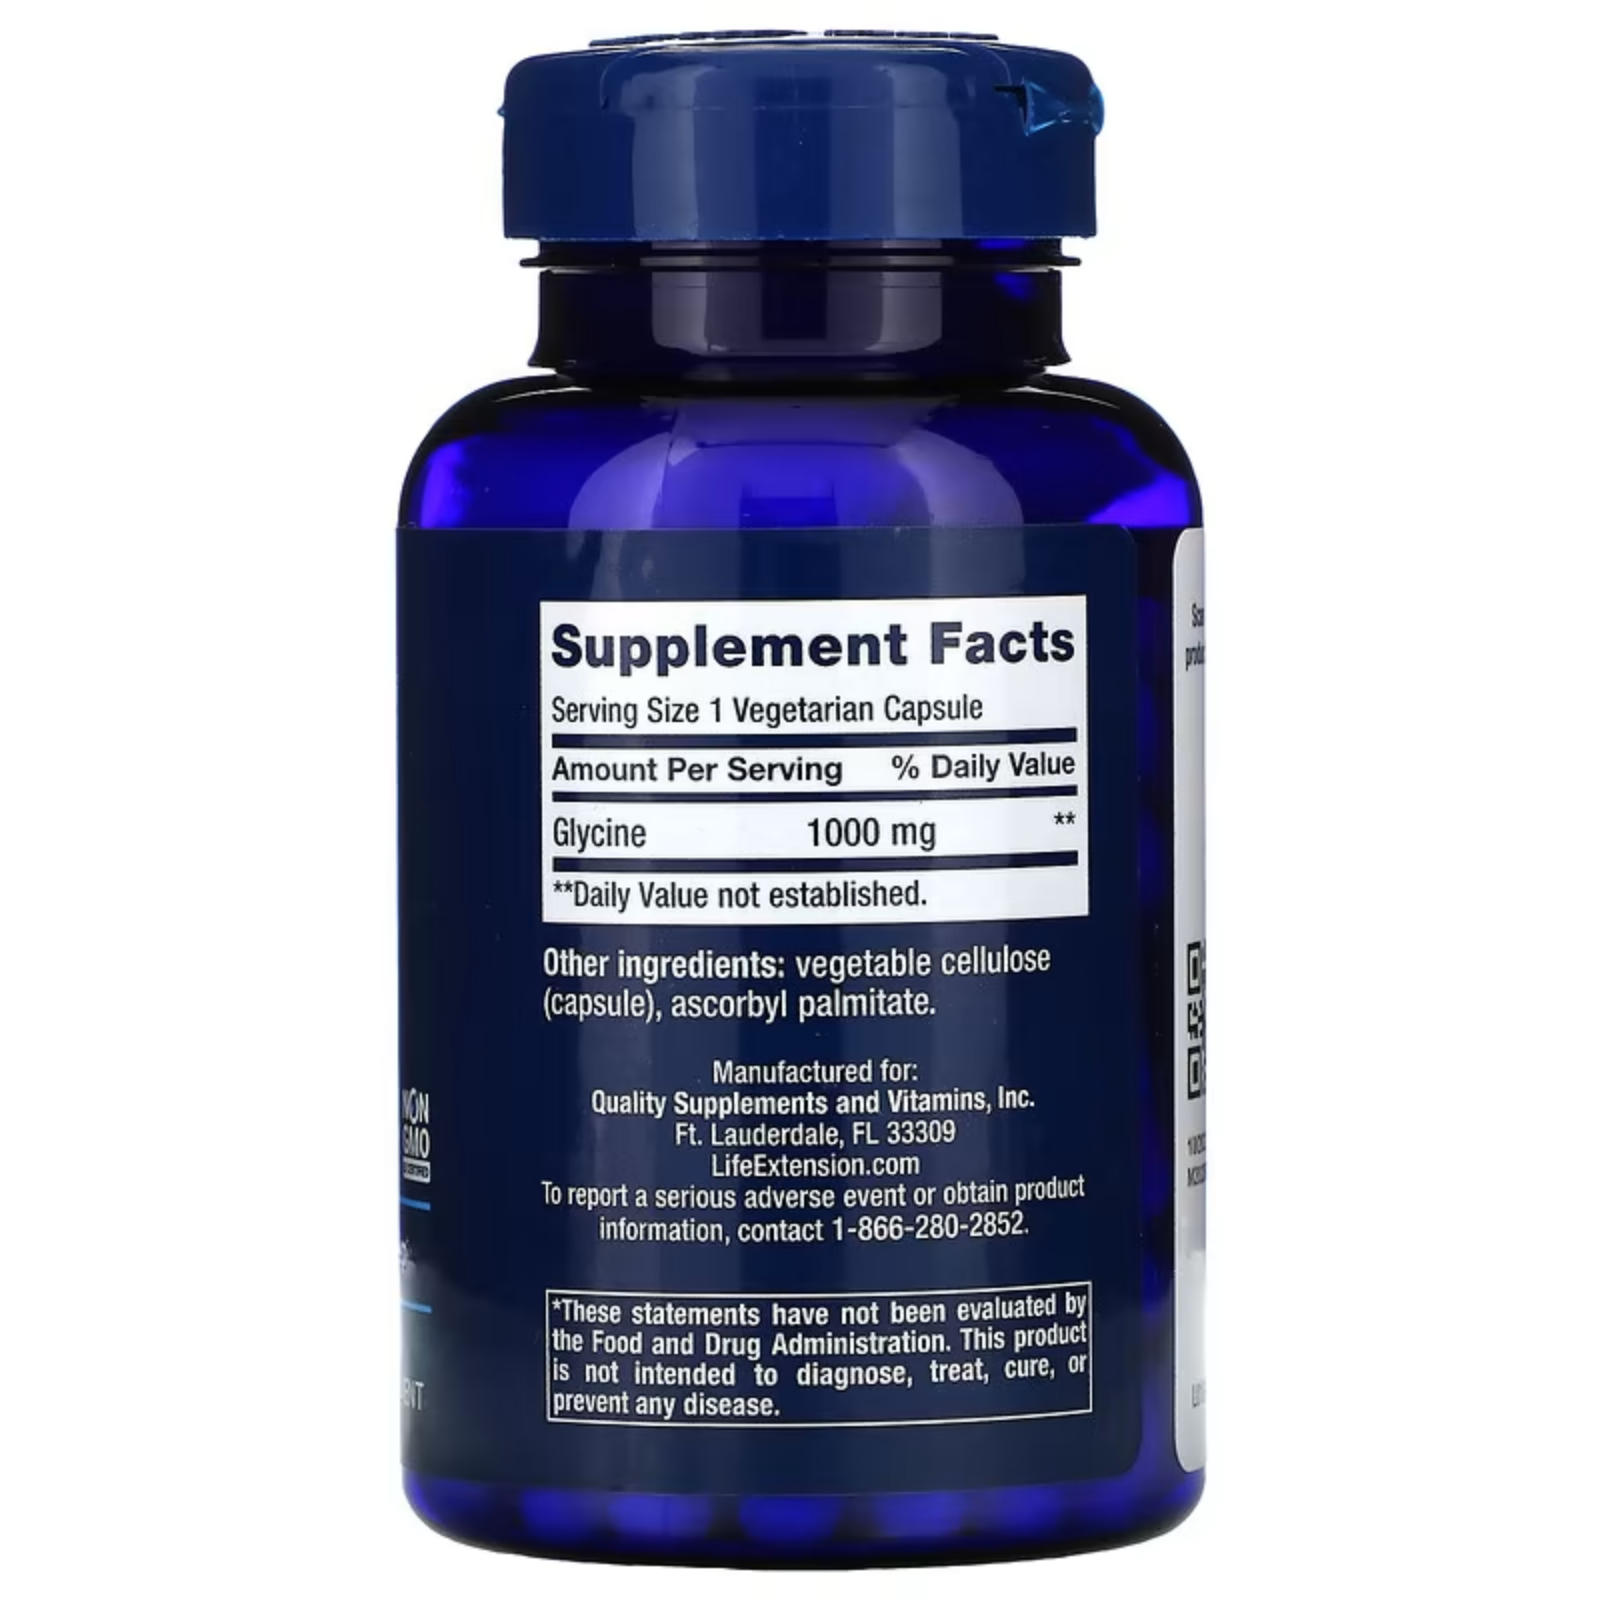 Supplement Facts
Serving Size 1 Vegetarian Capsule
Amount Per Serving % Daily Value
Glycine 1000 mg **
**Daily Value not established.
Other ingredients: vegetable cellulose
(capsule), ascorbyl palmitate.
Manufactured for:
Quality Supplements and Vitamins, Inc.
Ft. Lauderdale, FL 33309
LifeExtension.com
To report a serious adverse event or obtain product
information, contact 1-866-280-2852.
*These statements have not been evaluated by
the Food and Drug Administration. This product
is not intended to diagnose, treat, cure, or
prevent any disease.
NON
GMO